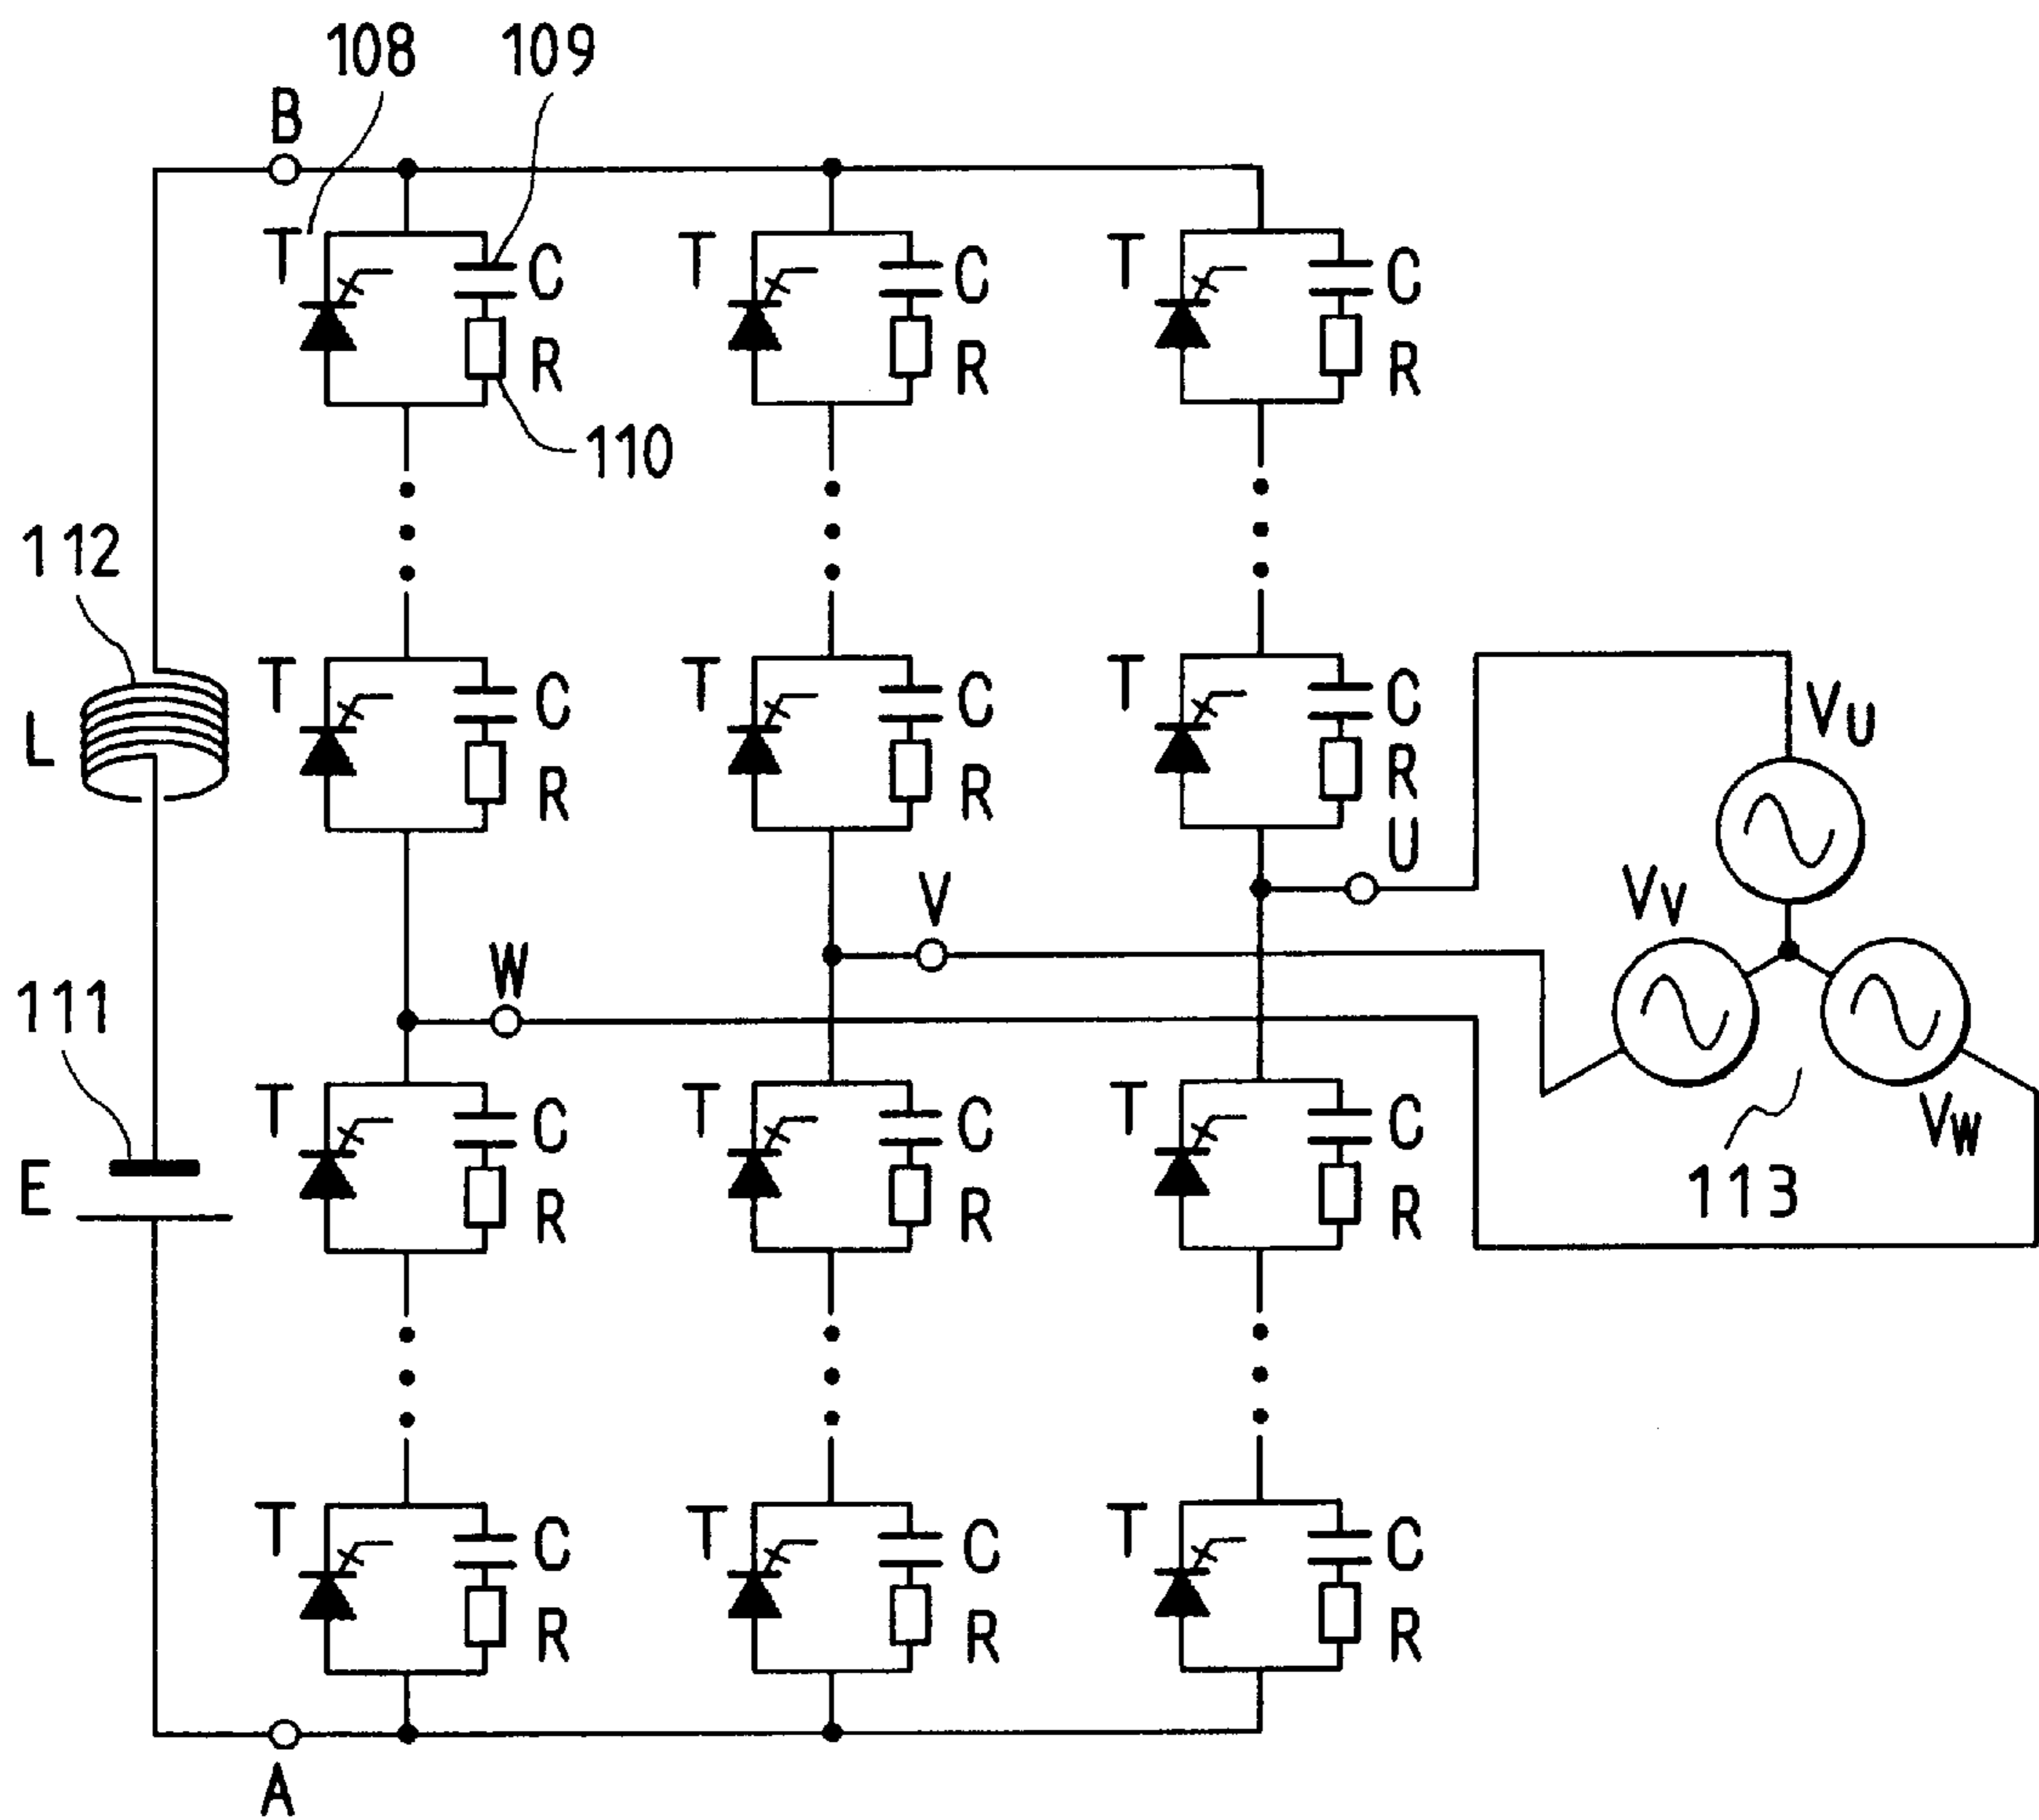 108 109
B
T C T C T C
R R R
110
112
T C T C T C
L R R R
VU
U
V VV
W
111
T C T C T C
VW
E R R R
113
T C T C T C
R R R
A